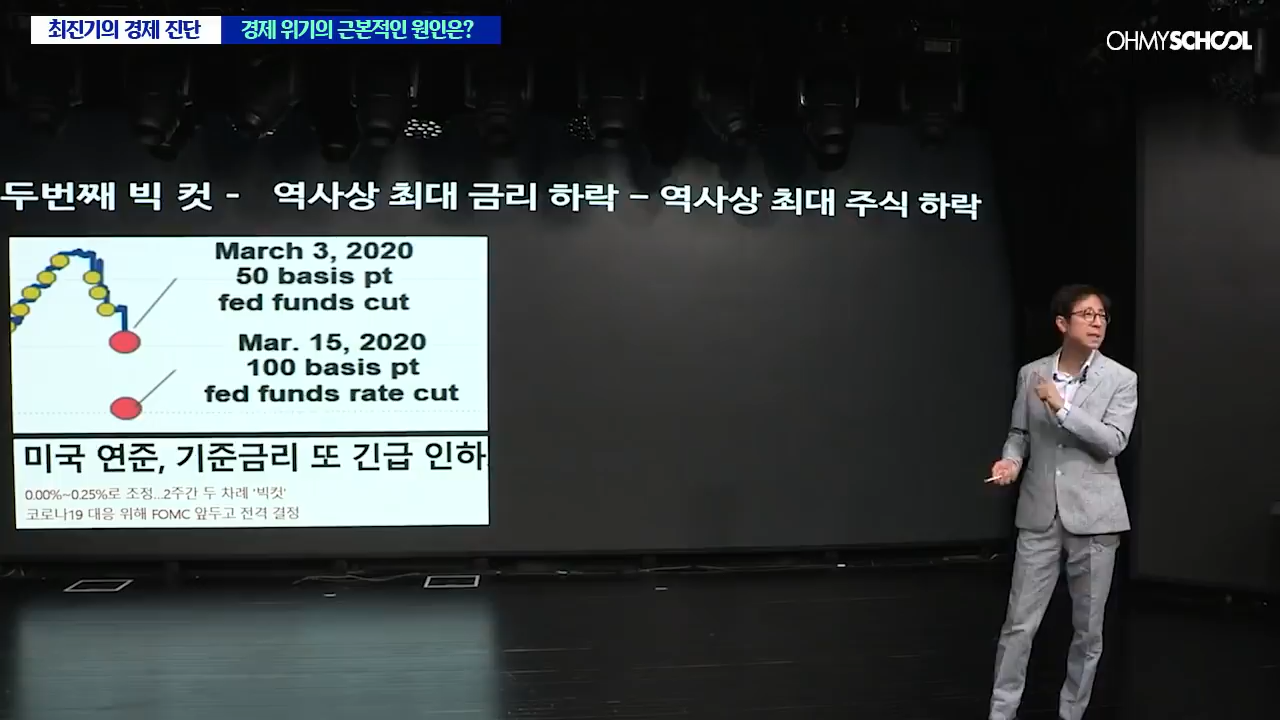 최진기의 경제 진단
경제 위기의 근본적인 원인은?
OHMYSCHOOL
두번째 빅 컷 - 역사상 최대 금리 하락 - 역사상 최대 주식 하락
March 3, 2020
50 basis pt
fed funds cut
Mar. 15, 2020
100 basis pt
fed funds rate cut
미국 연준, 기준금리 또 긴급 인하
0.00%~0.25%로 조정...2주간 두 차례 '빅컷'
코로나19 대응 위해 FOMC 앞두고 전격 결정